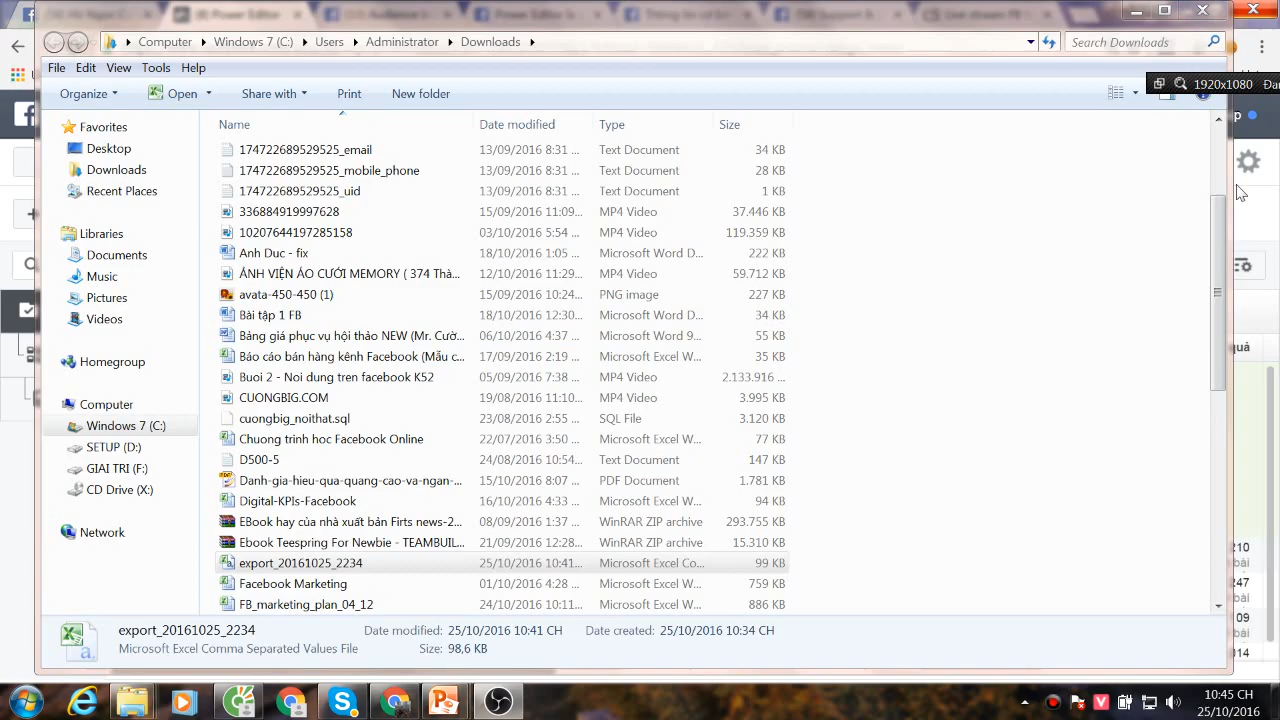 Power Editor
Computer ▸ Windows 7 (C:) ▸ Users ▸ Administrator ▸ Downloads ▸
Search Downloads
File Edit View Tools Help
1920x1080 Đar
Organize Open Share with Print New folder
Name Date modified Type Size
Favorites
Desktop
Downloads
Recent Places
Libraries
Documents
Music
Pictures
Videos
Homegroup
Computer
Windows 7 (C:)
SETUP (D:)
GIAI TRI (F:)
CD Drive (X:)
Network
174722689529525_email 13/09/2016 8:31 ... Text Document 34 KB
174722689529525_mobile_phone 13/09/2016 8:31 ... Text Document 28 KB
174722689529525_uid 13/09/2016 8:31 ... Text Document 1 KB
336884919997628 15/09/2016 11:09... MP4 Video 37.446 KB
10207644197285158 03/10/2016 5:54 ... MP4 Video 119.359 KB
Anh Duc - fix 18/10/2016 1:05 ... Microsoft Word D... 222 KB
ẢNH VIỆN ÁO CƯỚI MEMORY ( 374 Thà... 12/10/2016 11:29... MP4 Video 59.712 KB
avata-450-450 (1) 15/09/2016 10:24... PNG image 227 KB
Bài tập 1 FB 18/10/2016 12:30... Microsoft Word D... 34 KB
Bảng giá phục vụ hội thảo NEW (Mr. Cườ... 06/10/2016 4:37 ... Microsoft Word 9... 55 KB
Báo cáo bán hàng kênh Facebook (Mẫu c... 17/09/2016 2:19 ... Microsoft Excel W... 35 KB
Buoi 2 - Noi dung tren facebook K52 05/09/2016 7:38 ... MP4 Video 2.133.916 ...
CUONGBIG.COM 19/08/2016 11:10... MP4 Video 3.995 KB
cuongbig_noithat.sql 23/08/2016 2:55 ... SQL File 3.120 KB
Chuong trinh hoc Facebook Online 22/07/2016 3:50 ... Microsoft Excel W... 77 KB
D500-5 24/08/2016 10:54... Text Document 147 KB
Danh-gia-hieu-qua-quang-cao-va-ngan-... 15/10/2016 8:07 ... PDF Document 1.781 KB
Digital-KPIs-Facebook 16/10/2016 4:33 ... Microsoft Excel W... 94 KB
EBook hay của nhà xuất bản Firts news-2... 08/09/2016 1:37 ... WinRAR ZIP archive 293.755 KB
Ebook Teespring For Newbie - TEAMBUIL... 21/09/2016 12:28... WinRAR ZIP archive 15.310 KB
export_20161025_2234 25/10/2016 10:41... Microsoft Excel Co... 99 KB
Facebook Marketing 01/10/2016 4:28 ... Microsoft Excel W... 759 KB
FB_marketing_plan_04_12 24/10/2016 10:11... Microsoft Excel W... 886 KB
p
quả
210
bài
247
bài
109
bài
014
export_20161025_2234 Date modified: 25/10/2016 10:41 CH Date created: 25/10/2016 10:34 CH
Microsoft Excel Comma Separated Values File Size: 98,6 KB
10:45 CH
25/10/2016